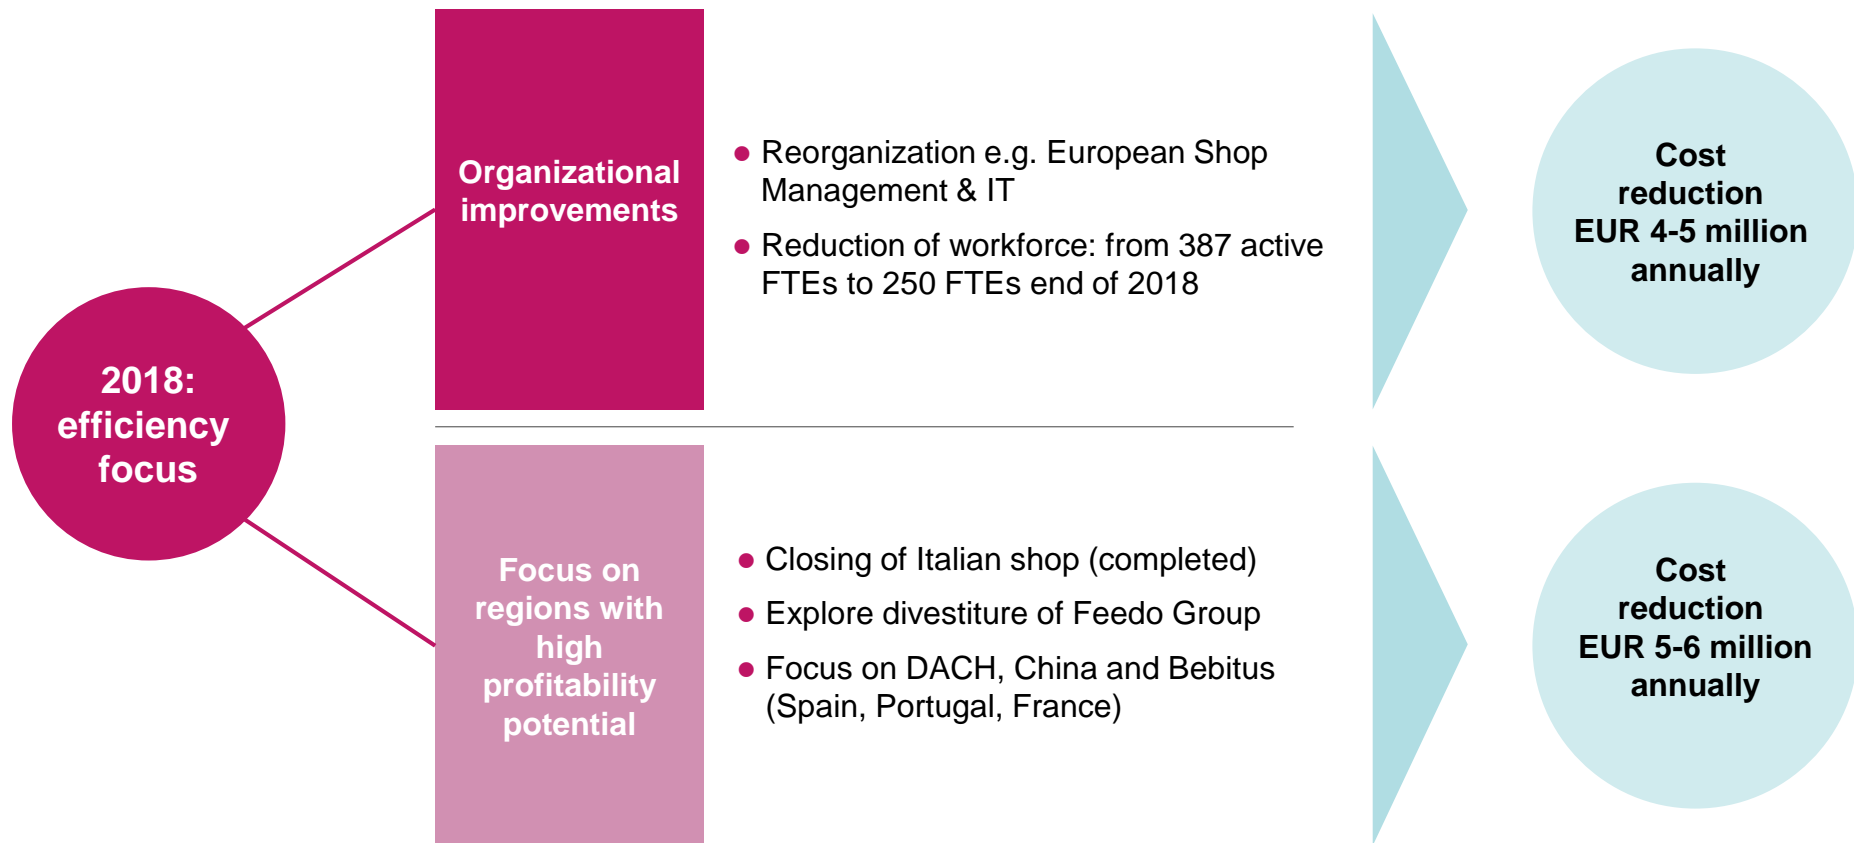 2018:
efficiency
focus
Organizational
improvements
● Reorganization e.g. European Shop
Management & IT
● Reduction of workforce: from 387 active
FTEs to 250 FTEs end of 2018
Cost
reduction
EUR 4-5 million
annually
Focus on
regions with
high
profitability
potential
● Closing of Italian shop (completed)
● Explore divestiture of Feedo Group
● Focus on DACH, China and Bebitus
(Spain, Portugal, France)
Cost
reduction
EUR 5-6 million
annually